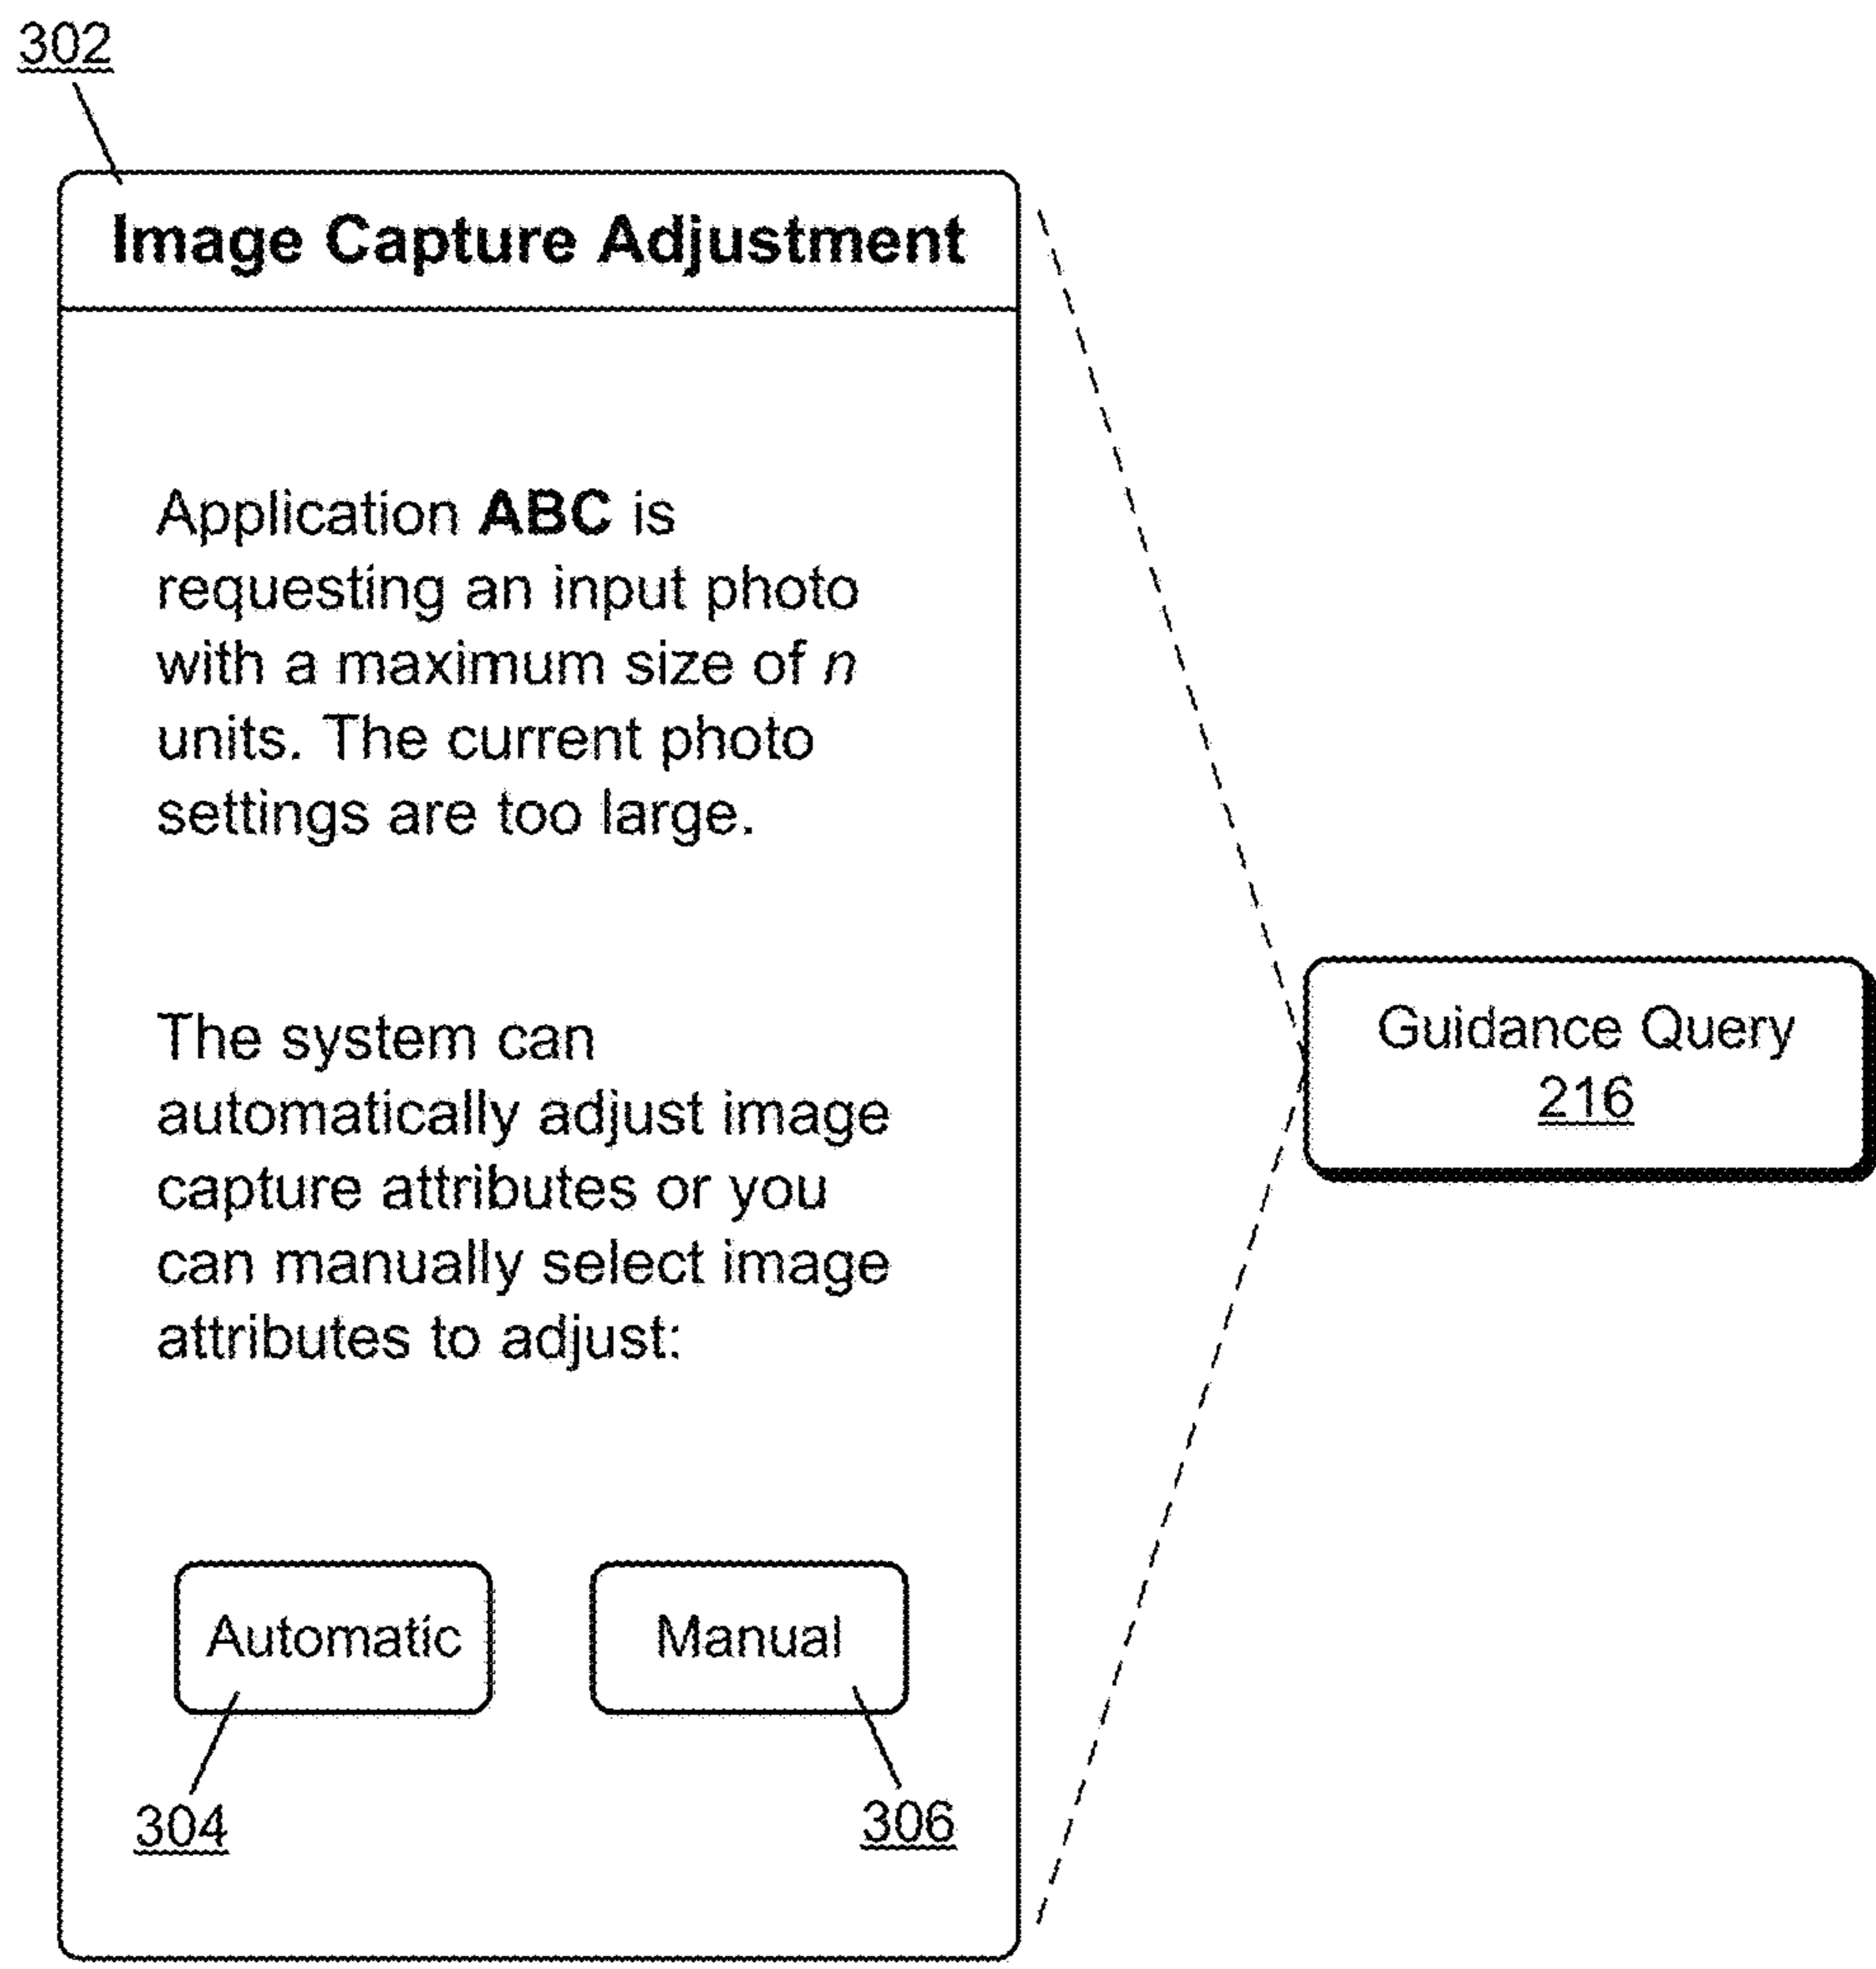 302
Image Capture Adjustment
Application ABC is
requesting an input photo
with a maximum size of n
units. The current photo
settings are too large.
The system can
automatically adjust image
capture attributes or you
can manually select image
attributes to adjust:
Automatic
Manual
304
306
Guidance Query
216